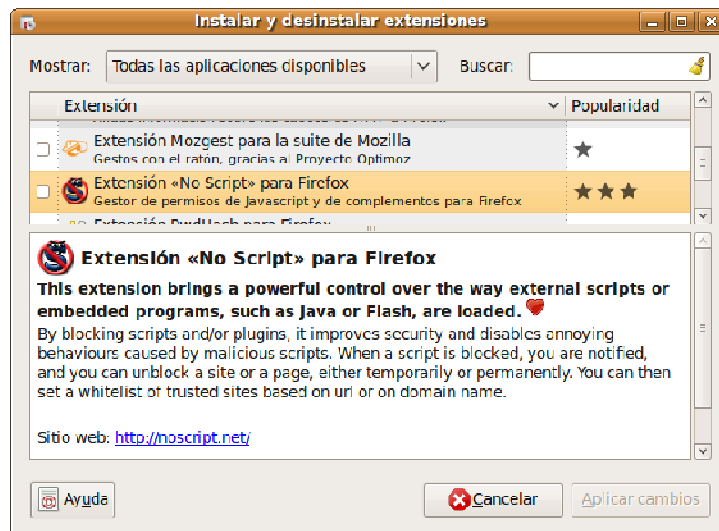 Instalar y desinstalar extensiones
Mostrar: Todas las aplicaciones disponibles Buscar:
Extensión Popularidad
Extensión Mozgest para la suite de Mozilla
Gestos con el ratón, gracias al Proyecto Optimoz
Extensión «No Script» para Firefox
Gestor de permisos de Javascript y de complementos para Firefox
Extensión PwdHash para Firefox
Extensión «No Script» para Firefox
This extension brings a powerful control over the way external scripts or
embedded programs, such as Java or Flash, are loaded.
By blocking scripts and/or plugins, it improves security and disables annoying
behaviours caused by malicious scripts. When a script is blocked, you are notified,
and you can unblock a site or a page, either temporarily or permanently. You can then
set a whitelist of trusted sites based on url or on domain name.
Sitio web: http://noscript.net/
Ayuda Cancelar Aplicar cambios